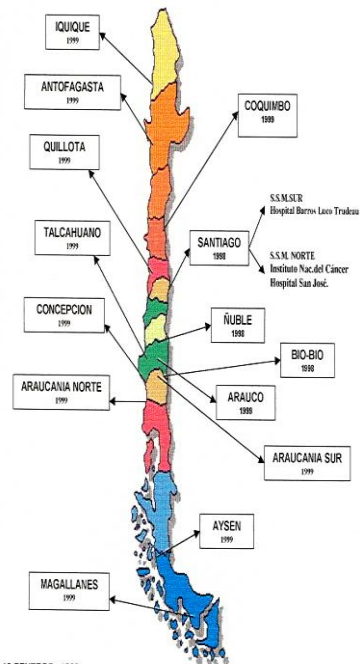 IQUIQUE
1999
ANTOFAGASTA
1999
COQUIMBO
1999
QUILLOTA
1999
S.S.M.SUR
Hospital Barros Luco Trudeau
TALCAHUANO
1999
SANTIAGO
1998
S.S.M. NORTE
Instituto Nac.del Cáncer
Hospital San José.
CONCEPCION
1999
ÑUBLE
1998
BIO-BIO
1998
ARAUCANIA NORTE
1999
ARAUCO
1999
ARAUCANIA SUR
1999
AYSEN
1999
MAGALLANES
1999